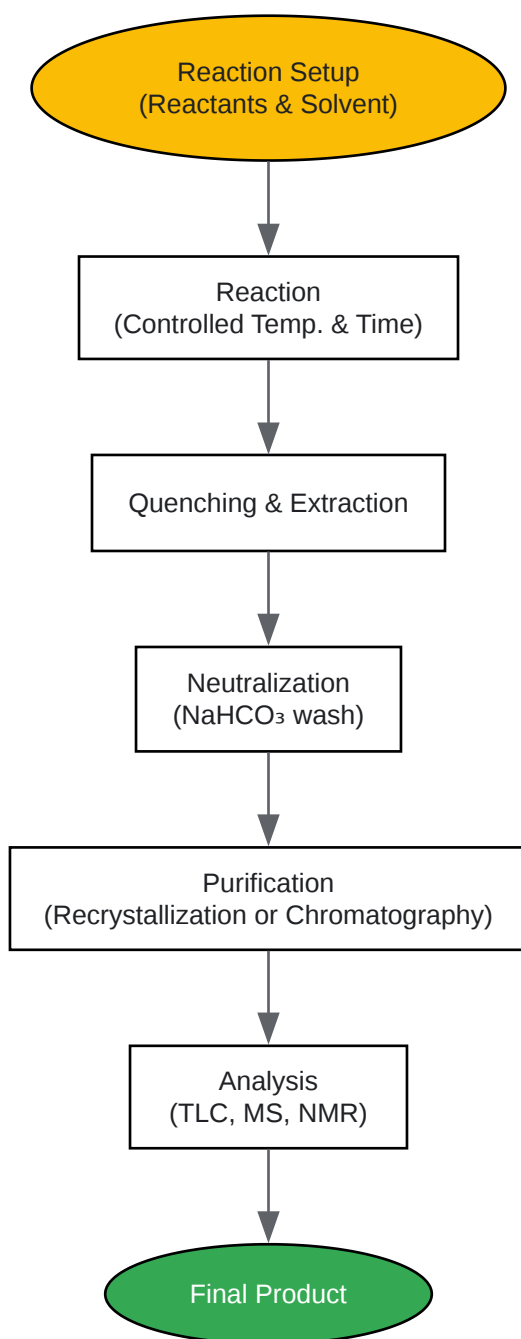 Reaction Setup
(Reactants & Solvent)
Reaction
(Controlled Temp. & Time)
Quenching & Extraction
Neutralization
(NaHCO₃ wash)
Purification
(Recrystallization or Chromatography)
Analysis
(TLC, MS, NMR)
Final Product